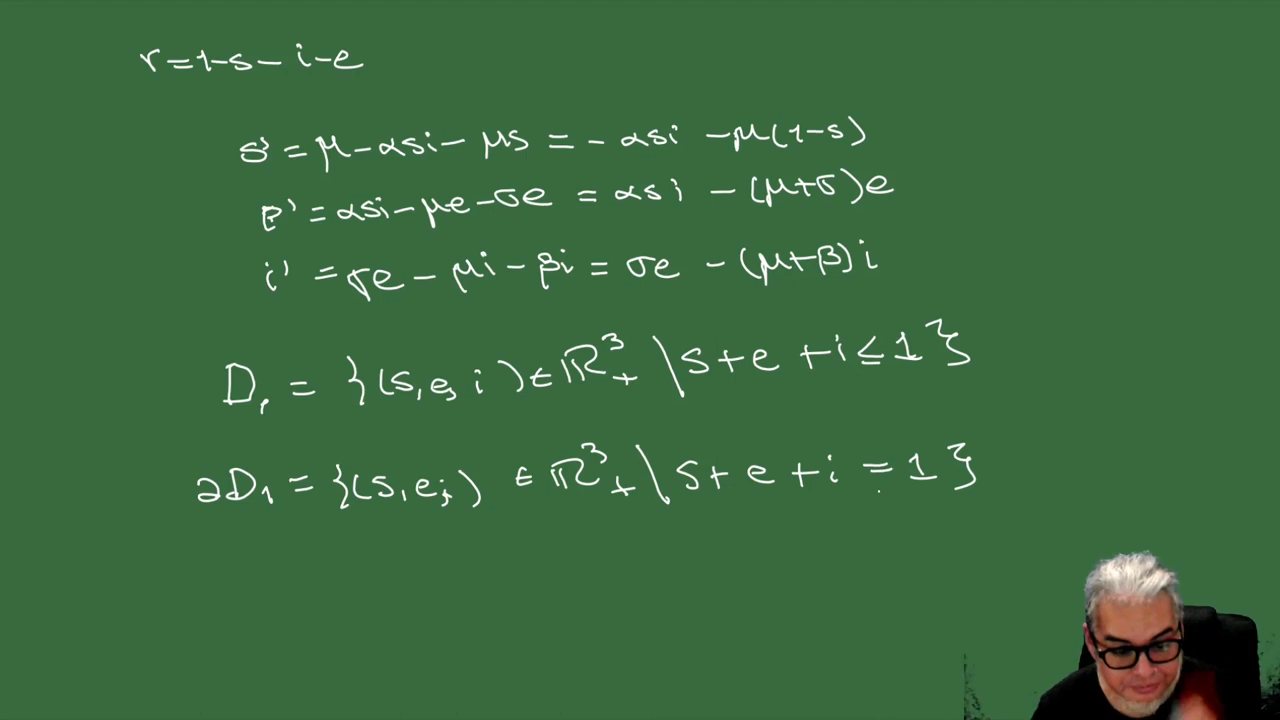 r=1-s-i-e
s' = μ-αsi-μs = -αsi -μ(1-s)
e' = αsi-μe-σe = αsi -(μ+σ)e
i' = σe-μi-βi = σe -(μ+β)i
D₁ = {(s,e,i)∈ℝ³₊ \ s+e+i≤1}
∂D₁ = {(s,e,i) ∈ℝ³₊ \ s+e+i=1}